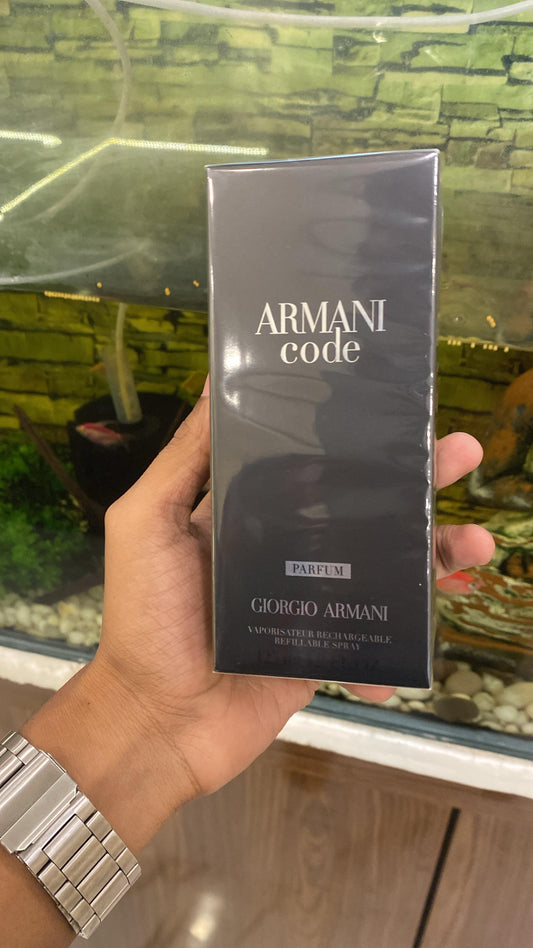 ARMANI
code
PARFUM
GIORGIO ARMANI
VAPORISATEUR RECHARGEABLE
REFILLABLE SPRAY